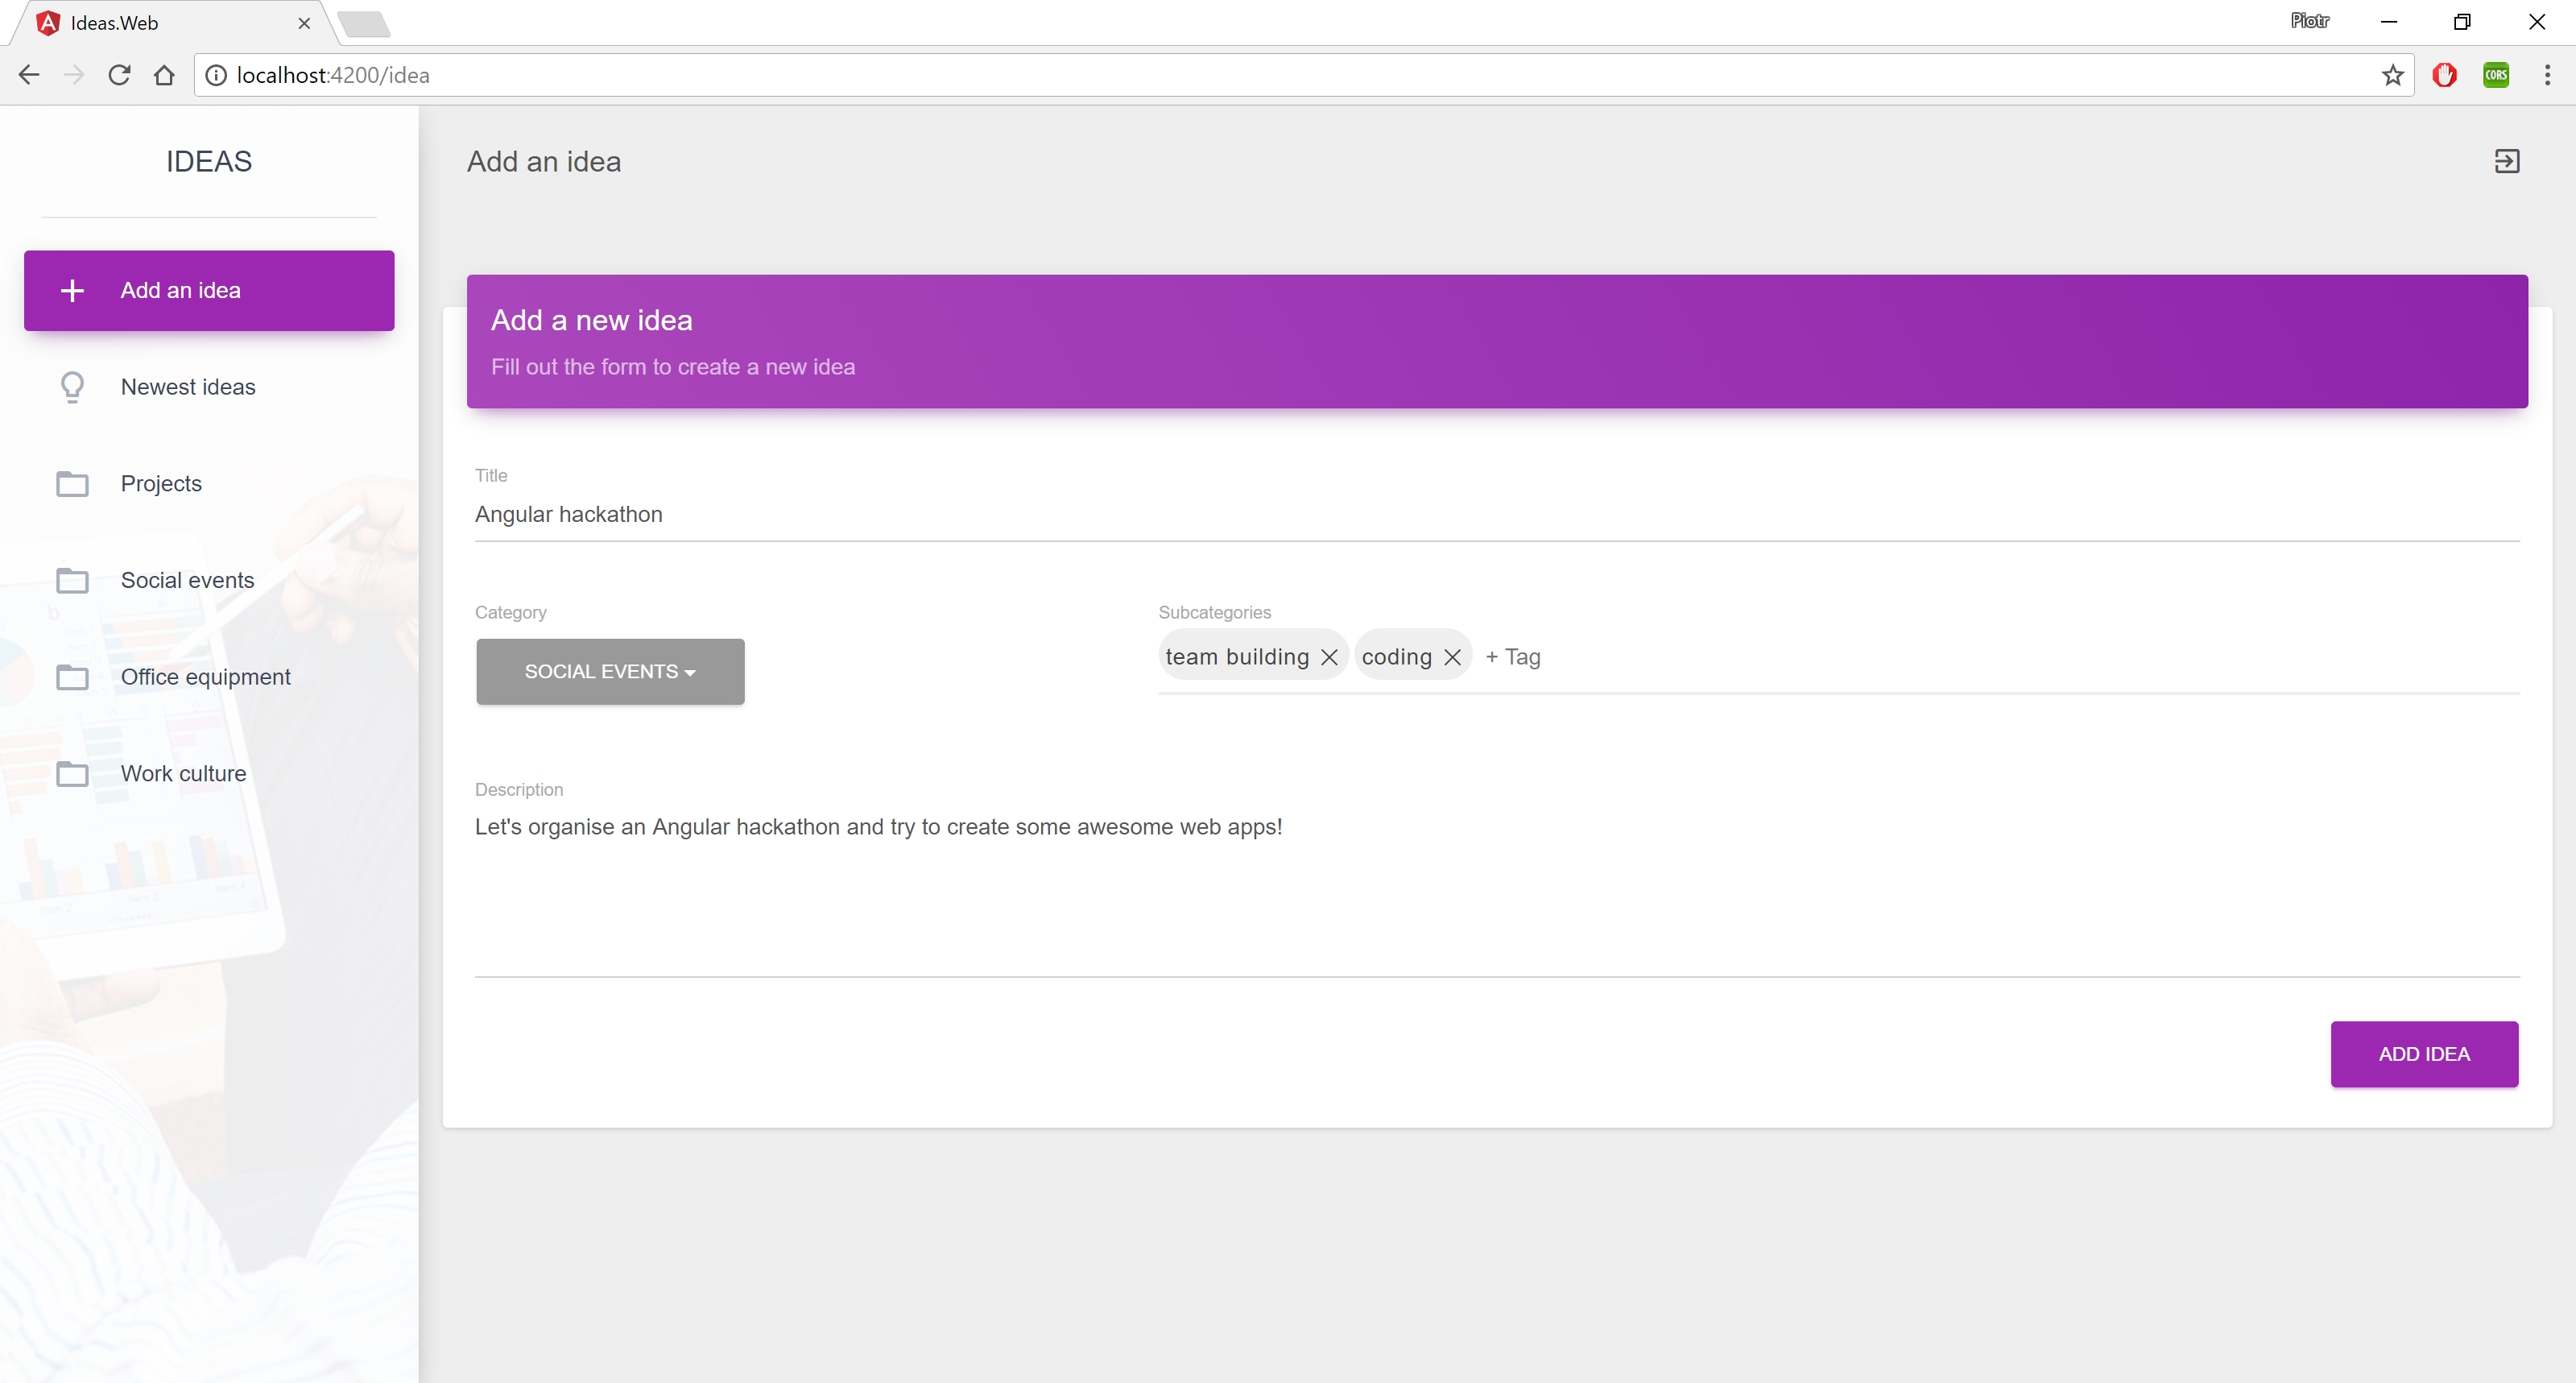 Ideas.Web
Piotr
localhost:4200/idea
CORS
IDEAS
Add an idea
Newest ideas
Projects
Social events
Office equipment
Work culture
Add an idea
Add a new idea
Fill out the form to create a new idea
Title
Angular hackathon
Category
SOCIAL EVENTS
Subcategories
team building coding + Tag
Description
Let's organise an Angular hackathon and try to create some awesome web apps!
ADD IDEA